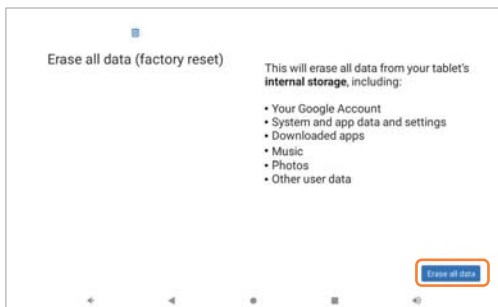 Erase all data (factory reset)
This will erase all data from your tablet's
internal storage, including:
• Your Google Account
• System and app data and settings
• Downloaded apps
• Music
• Photos
• Other user data
Erase all data